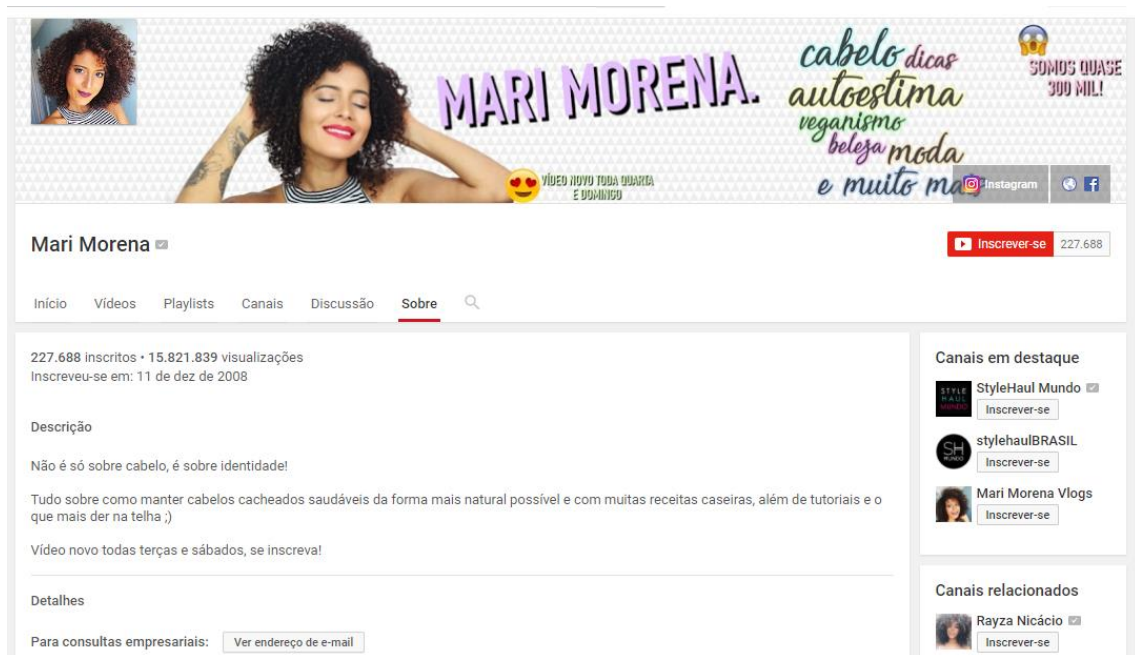 MARI MORENA.
cabelo dicas
autoestima
veganismo
beleza moda
e muito mais
SOMOS QUASE
300 MIL!
VÍDEO NOVO TODA QUARTA
E DOMINGO
Instagram
Mari Morena
Inscrever-se 227.688
Início Vídeos Playlists Canais Discussão Sobre
227.688 inscritos • 15.821.839 visualizações
Inscreveu-se em: 11 de dez de 2008
Descrição
Não é só sobre cabelo, é sobre identidade!
Tudo sobre como manter cabelos cacheados saudáveis da forma mais natural possível e com muitas receitas caseiras, além de tutoriais e o
que mais der na telha ;)
Vídeo novo todas terças e sábados, se inscreva!
Detalhes
Para consultas empresariais: Ver endereço de e-mail
Canais em destaque
STYLE
HAUL
MUNDO
StyleHaul Mundo
Inscrever-se
SH
MUNDO
stylehaulBRASIL
Inscrever-se
Mari Morena Vlogs
Inscrever-se
Canais relacionados
Rayza Nicácio
Inscrever-se